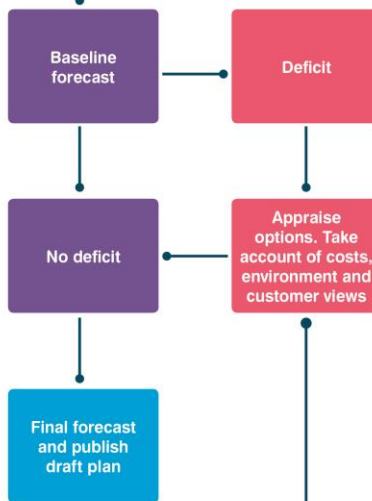 Baseline
forecast
Deficit
No deficit
Appraise
options. Take
account of costs,
environment and
customer views
Final forecast
and publish
draft plan